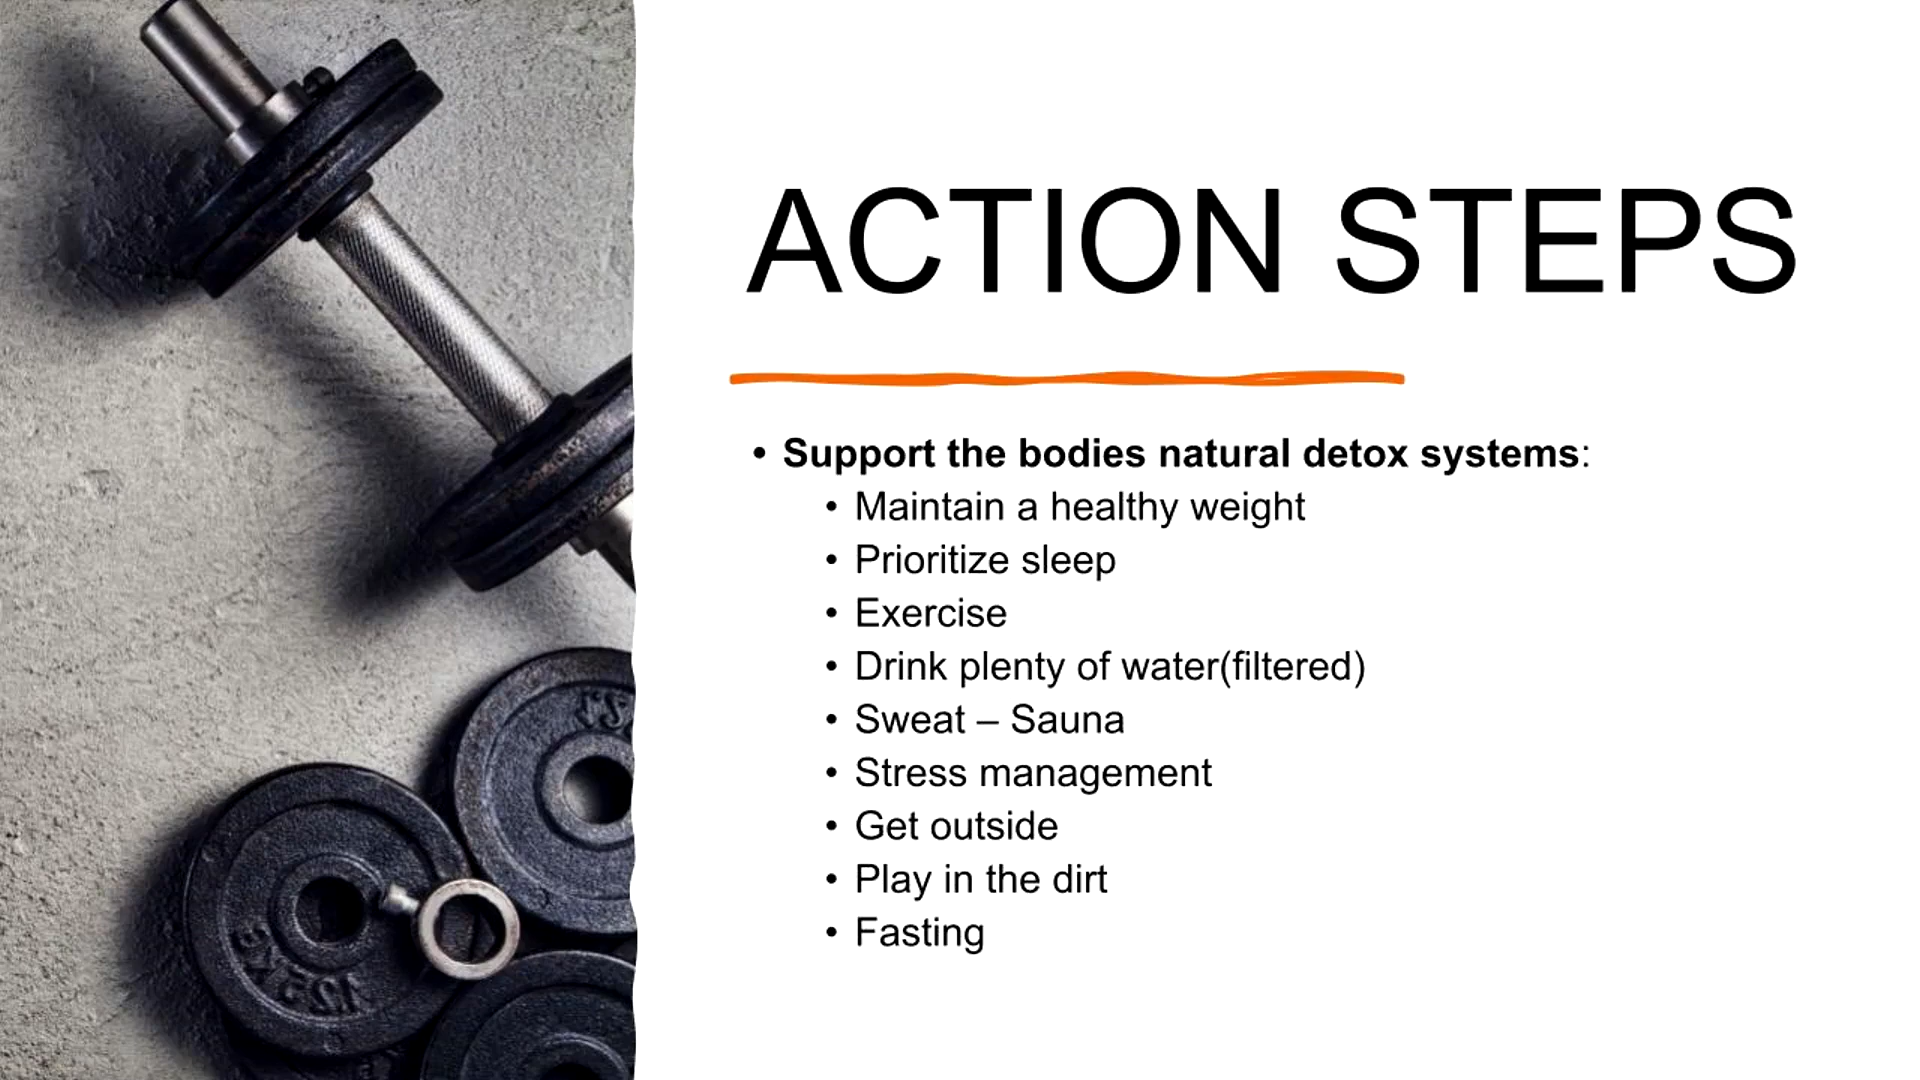 ACTION STEPS
• Support the bodies natural detox systems:
• Maintain a healthy weight
• Prioritize sleep
• Exercise
• Drink plenty of water(filtered)
• Sweat – Sauna
• Stress management
• Get outside
• Play in the dirt
• Fasting